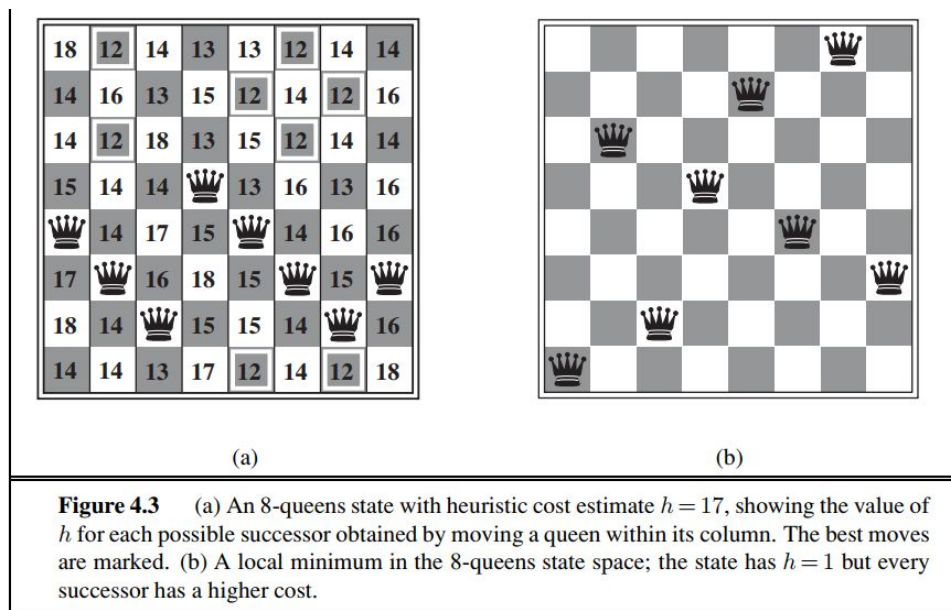 18 12 14 13 13 12 14 14
14 16 13 15 12 14 12 16
14 12 18 13 15 12 14 14
15 14 14 13 16 13 16
14 17 15 14 16 16
17 16 18 15 15
18 14 15 15 14 16
14 14 13 17 12 14 12 18
(a) (b)
Figure 4.3 (a) An 8-queens state with heuristic cost estimate h = 17, showing the value of
h for each possible successor obtained by moving a queen within its column. The best moves
are marked. (b) A local minimum in the 8-queens state space; the state has h = 1 but every
successor has a higher cost.